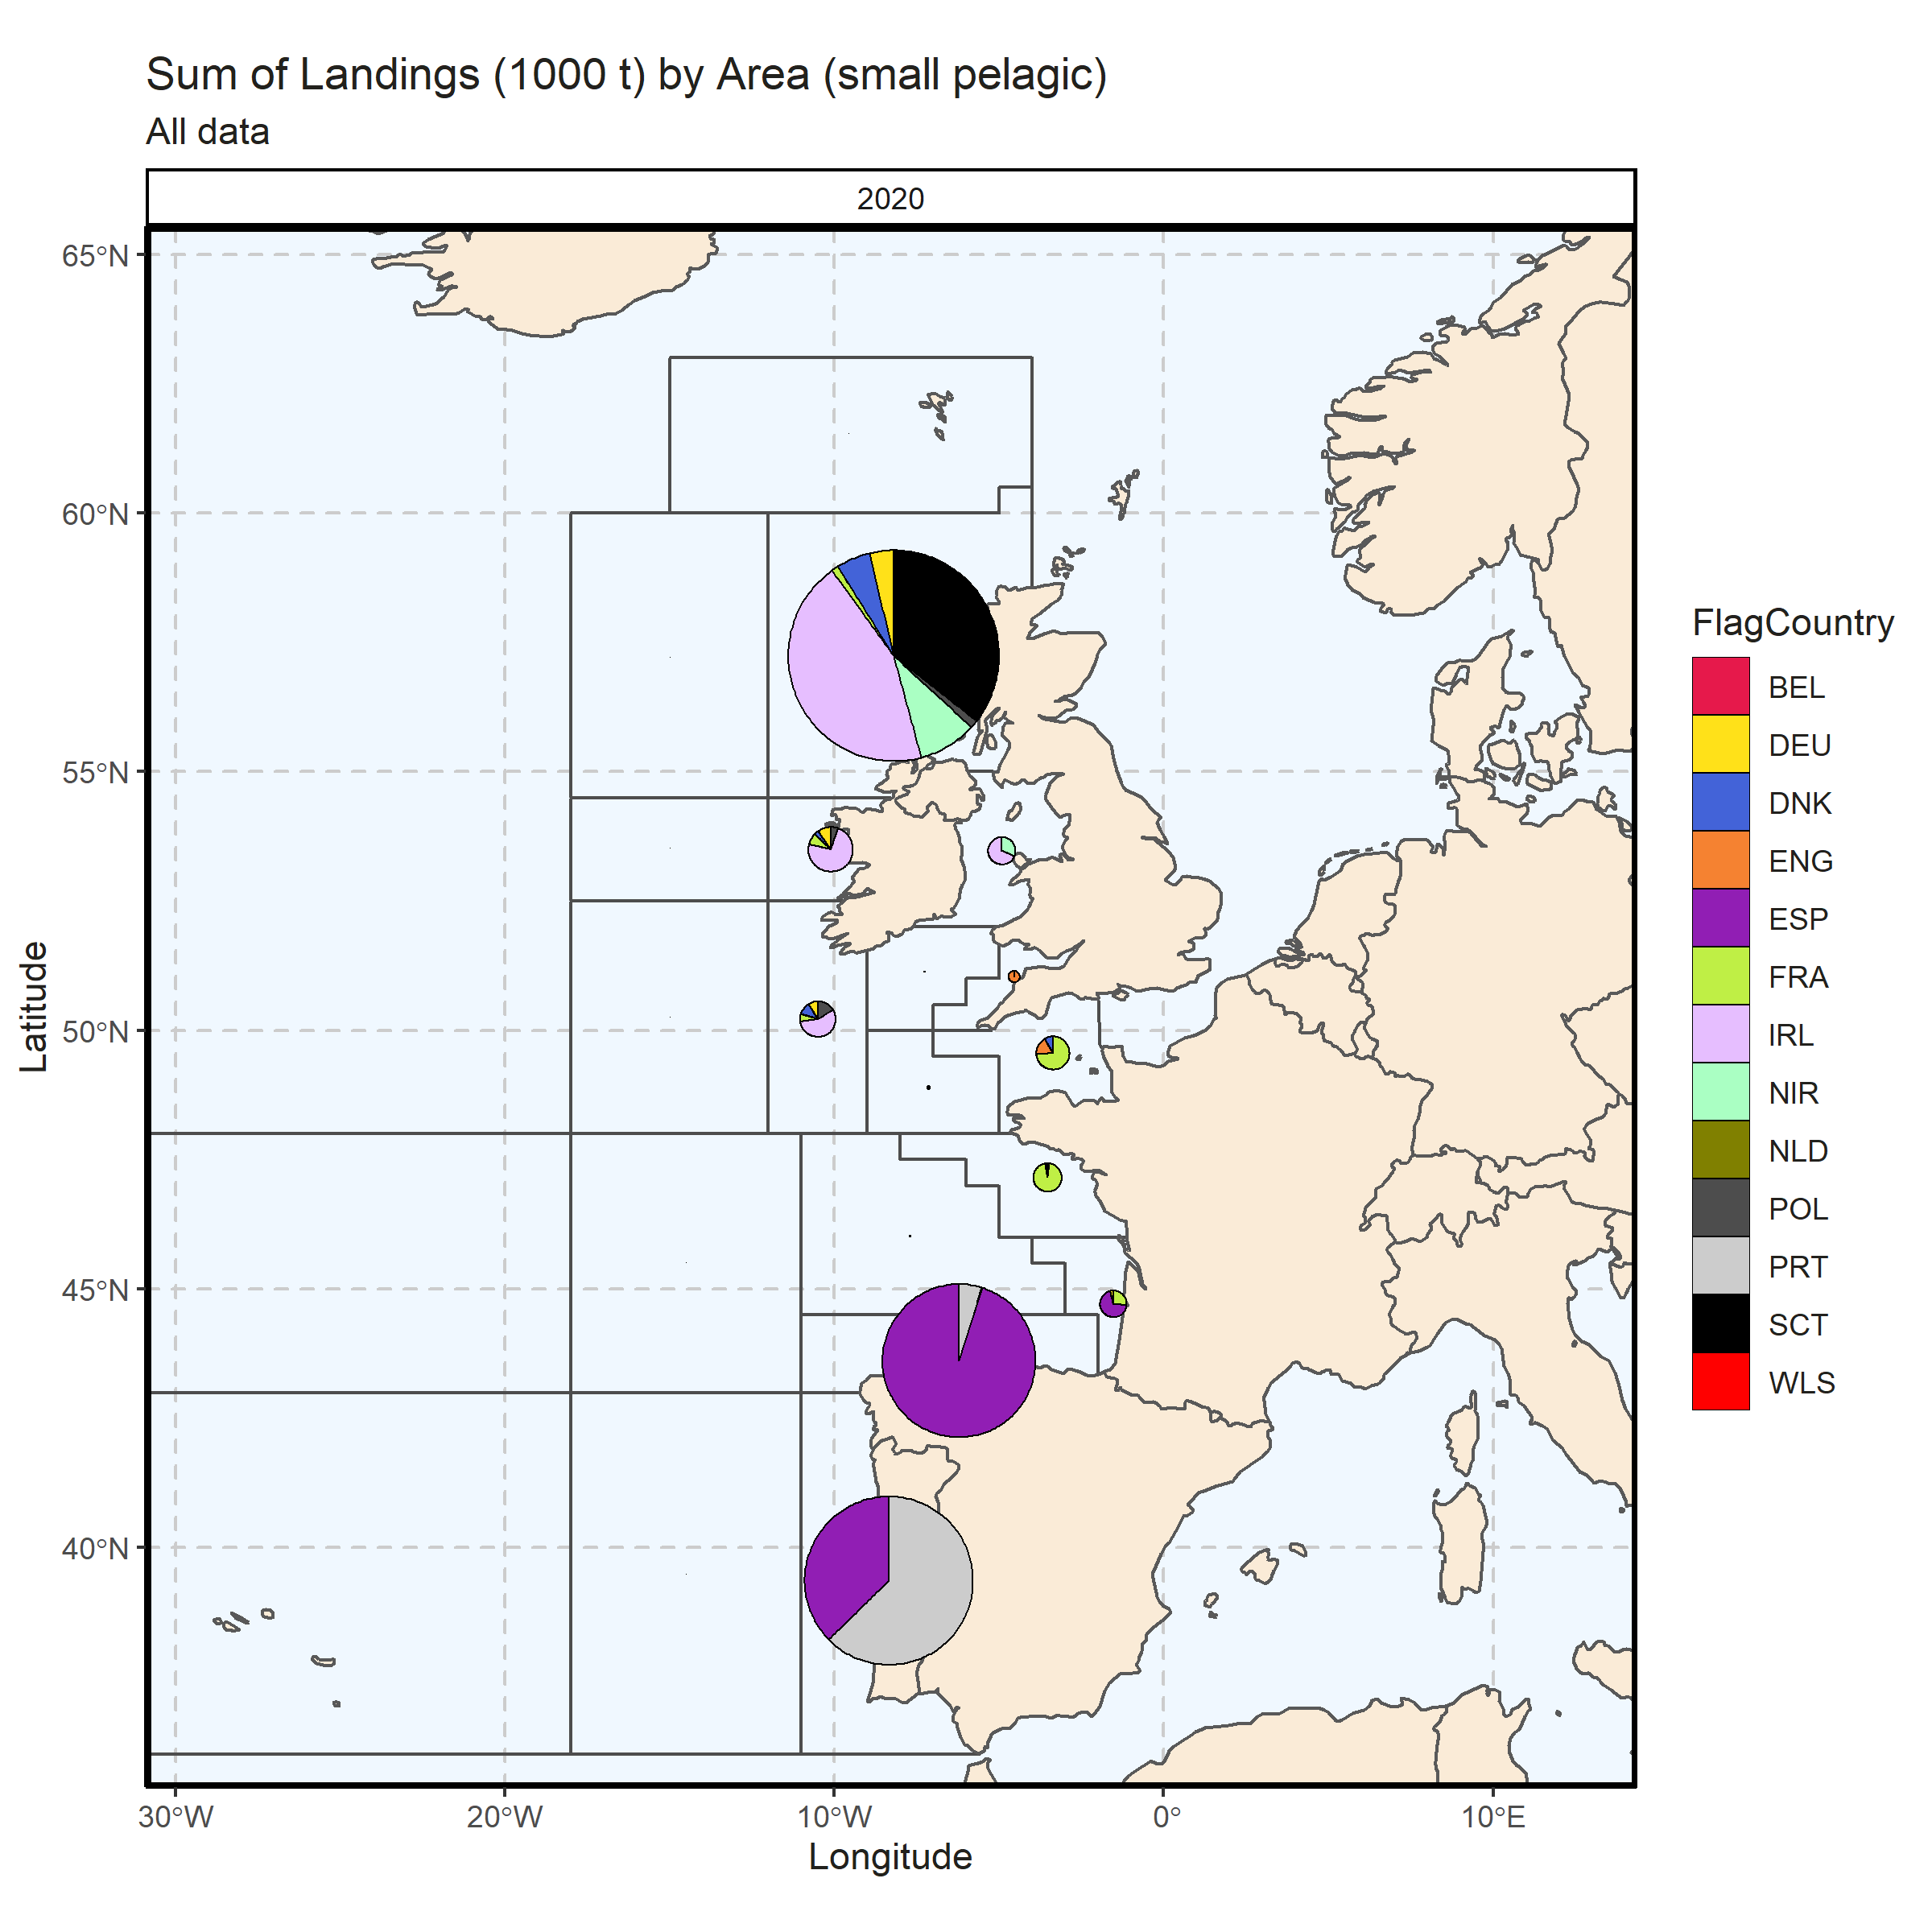 Sum of Landings (1000 t) by Area (small pelagic)
All data
2020
65°N
60°N
55°N
50°N
45°N
40°N
Latitude
30°W
20°W
10°W
0°
10°E
Longitude
FlagCountry
BEL
DEU
DNK
ENG
ESP
FRA
IRL
NIR
NLD
POL
PRT
SCT
WLS